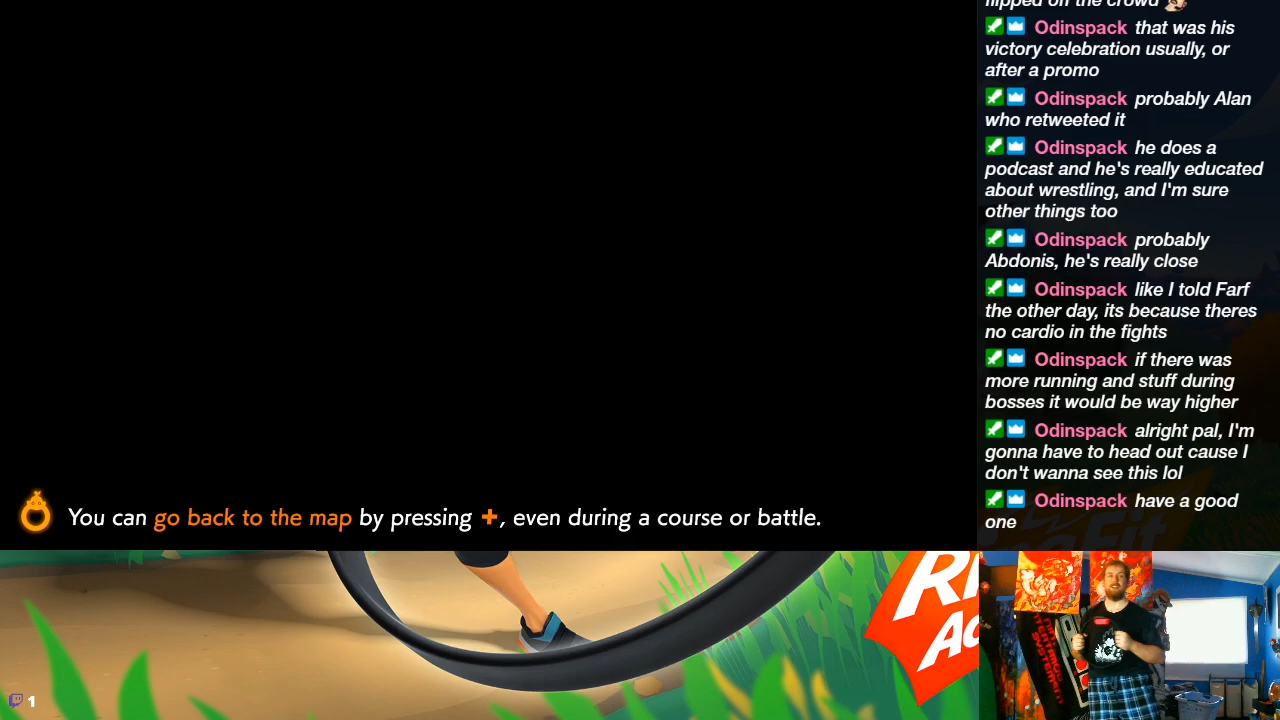 flipped off the crowd
Odinspack that was his
victory celebration usually, or
after a promo
Odinspack probably Alan
who retweeted it
Odinspack he does a
podcast and he's really educated
about wrestling, and I'm sure
other things too
Odinspack probably
Abdonis, he's really close
Odinspack like I told Farf
the other day, its because theres
no cardio in the fights
Odinspack if there was
more running and stuff during
bosses it would be way higher
Odinspack alright pal, I'm
gonna have to head out cause I
don't wanna see this lol
Odinspack have a good
one
You can go back to the map by pressing +, even during a course or battle.
1